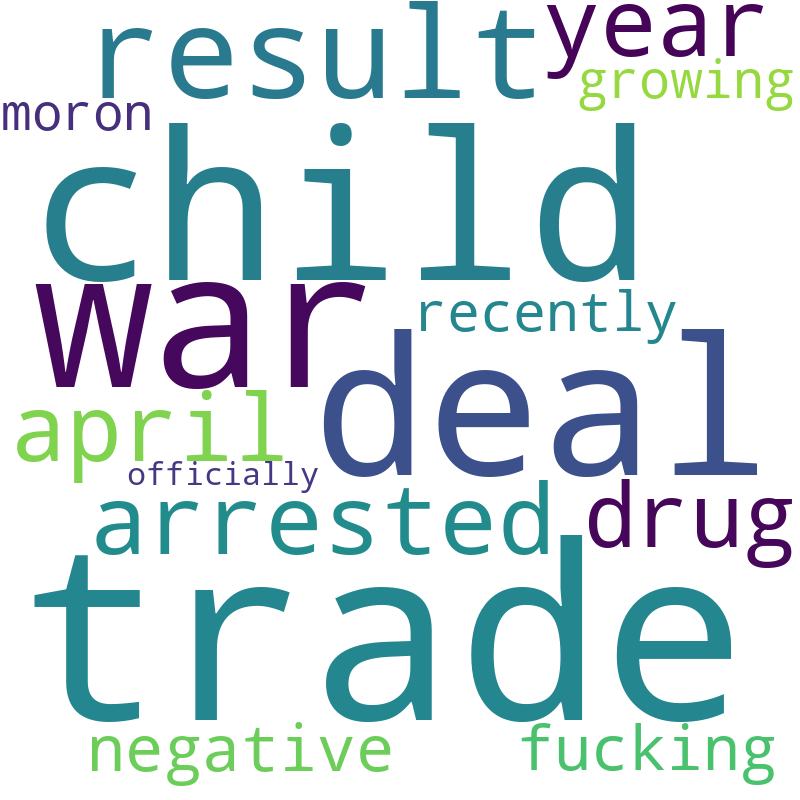 result year
growing
moron
child
war
recently
deal
april
officially
arrested drug
trade
negative fucking